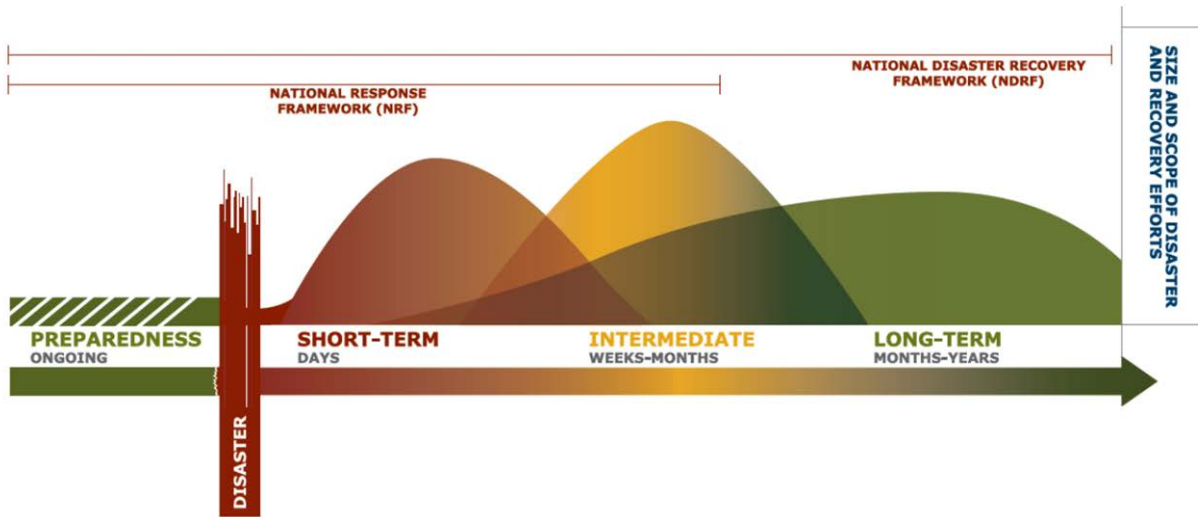 NATIONAL DISASTER RECOVERY
FRAMEWORK (NDRF)
NATIONAL RESPONSE
FRAMEWORK (NRF)
SIZE AND SCOPE OF DISASTER
AND RECOVERY EFFORTS
PREPAREDNESS
ONGOING
SHORT-TERM
DAYS
INTERMEDIATE
WEEKS-MONTHS
LONG-TERM
MONTHS-YEARS
DISASTER